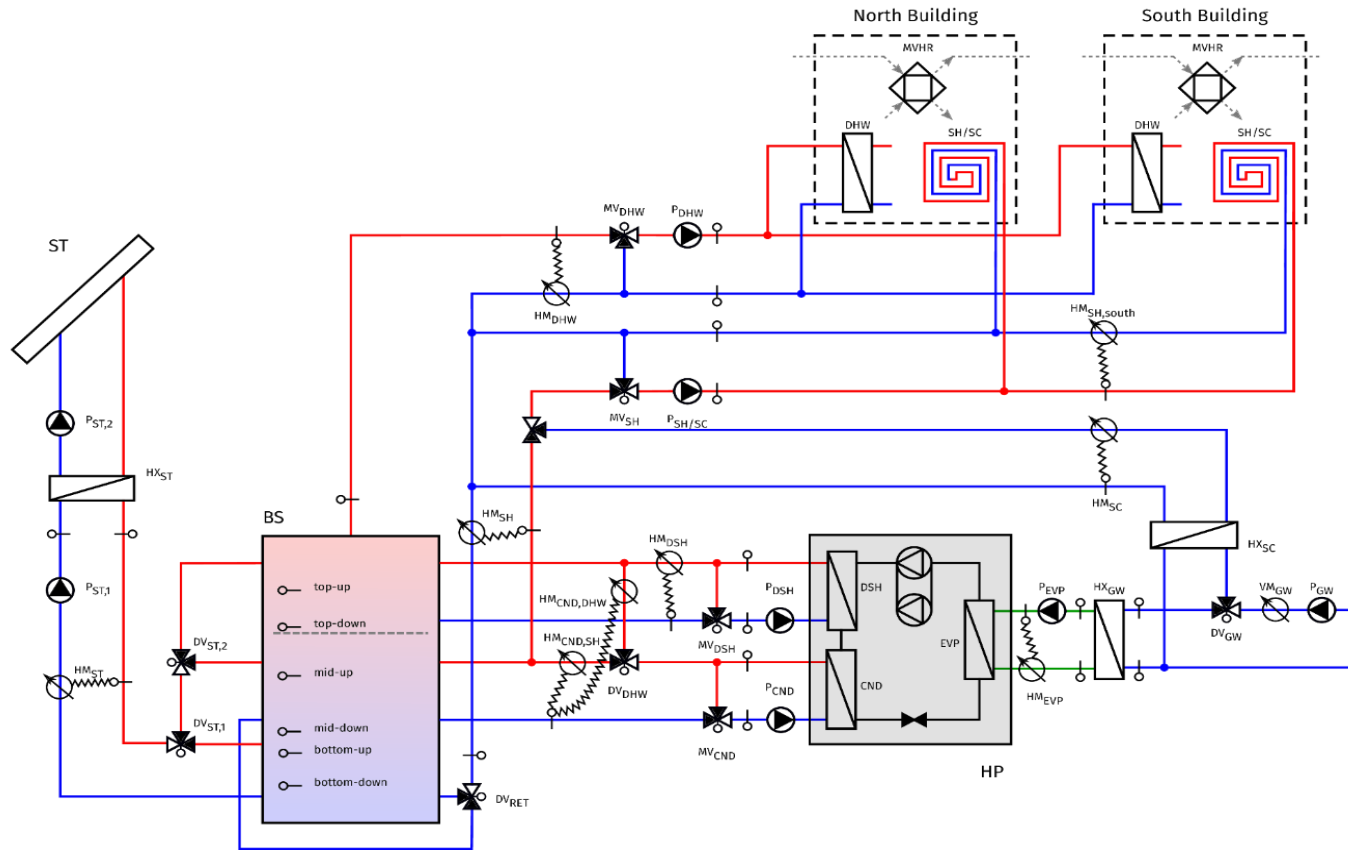 North Building
South Building
MVHR
MVHR
DHW
SH/SC
DHW
SH/SC
MVDHW
PDHW
ST
HMDHW
HMSH,south
PST,2
MVSH
PSH/SC
HXST
HMSC
BS
HMSH
HXSC
HMDSH
top-up
HMCND,DHW
PDSH
DSH
PEVP
HXGW
VMGW
PGW
PST,1
top-down
HMCND,SH
MVDSH
EVP
DVGW
DVST,2
mid-up
DVDHW
CND
HMEVP
HMST
PCND
DVST,1
mid-down
bottom-up
MVCND
HP
bottom-down
DVRET